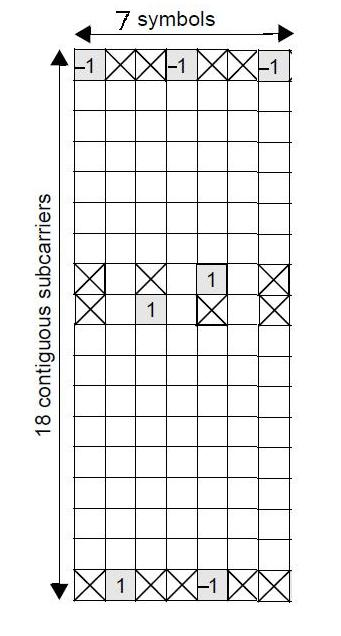 7 symbols
–1 –1 –1
18 contiguous subcarriers
1
1
1 –1